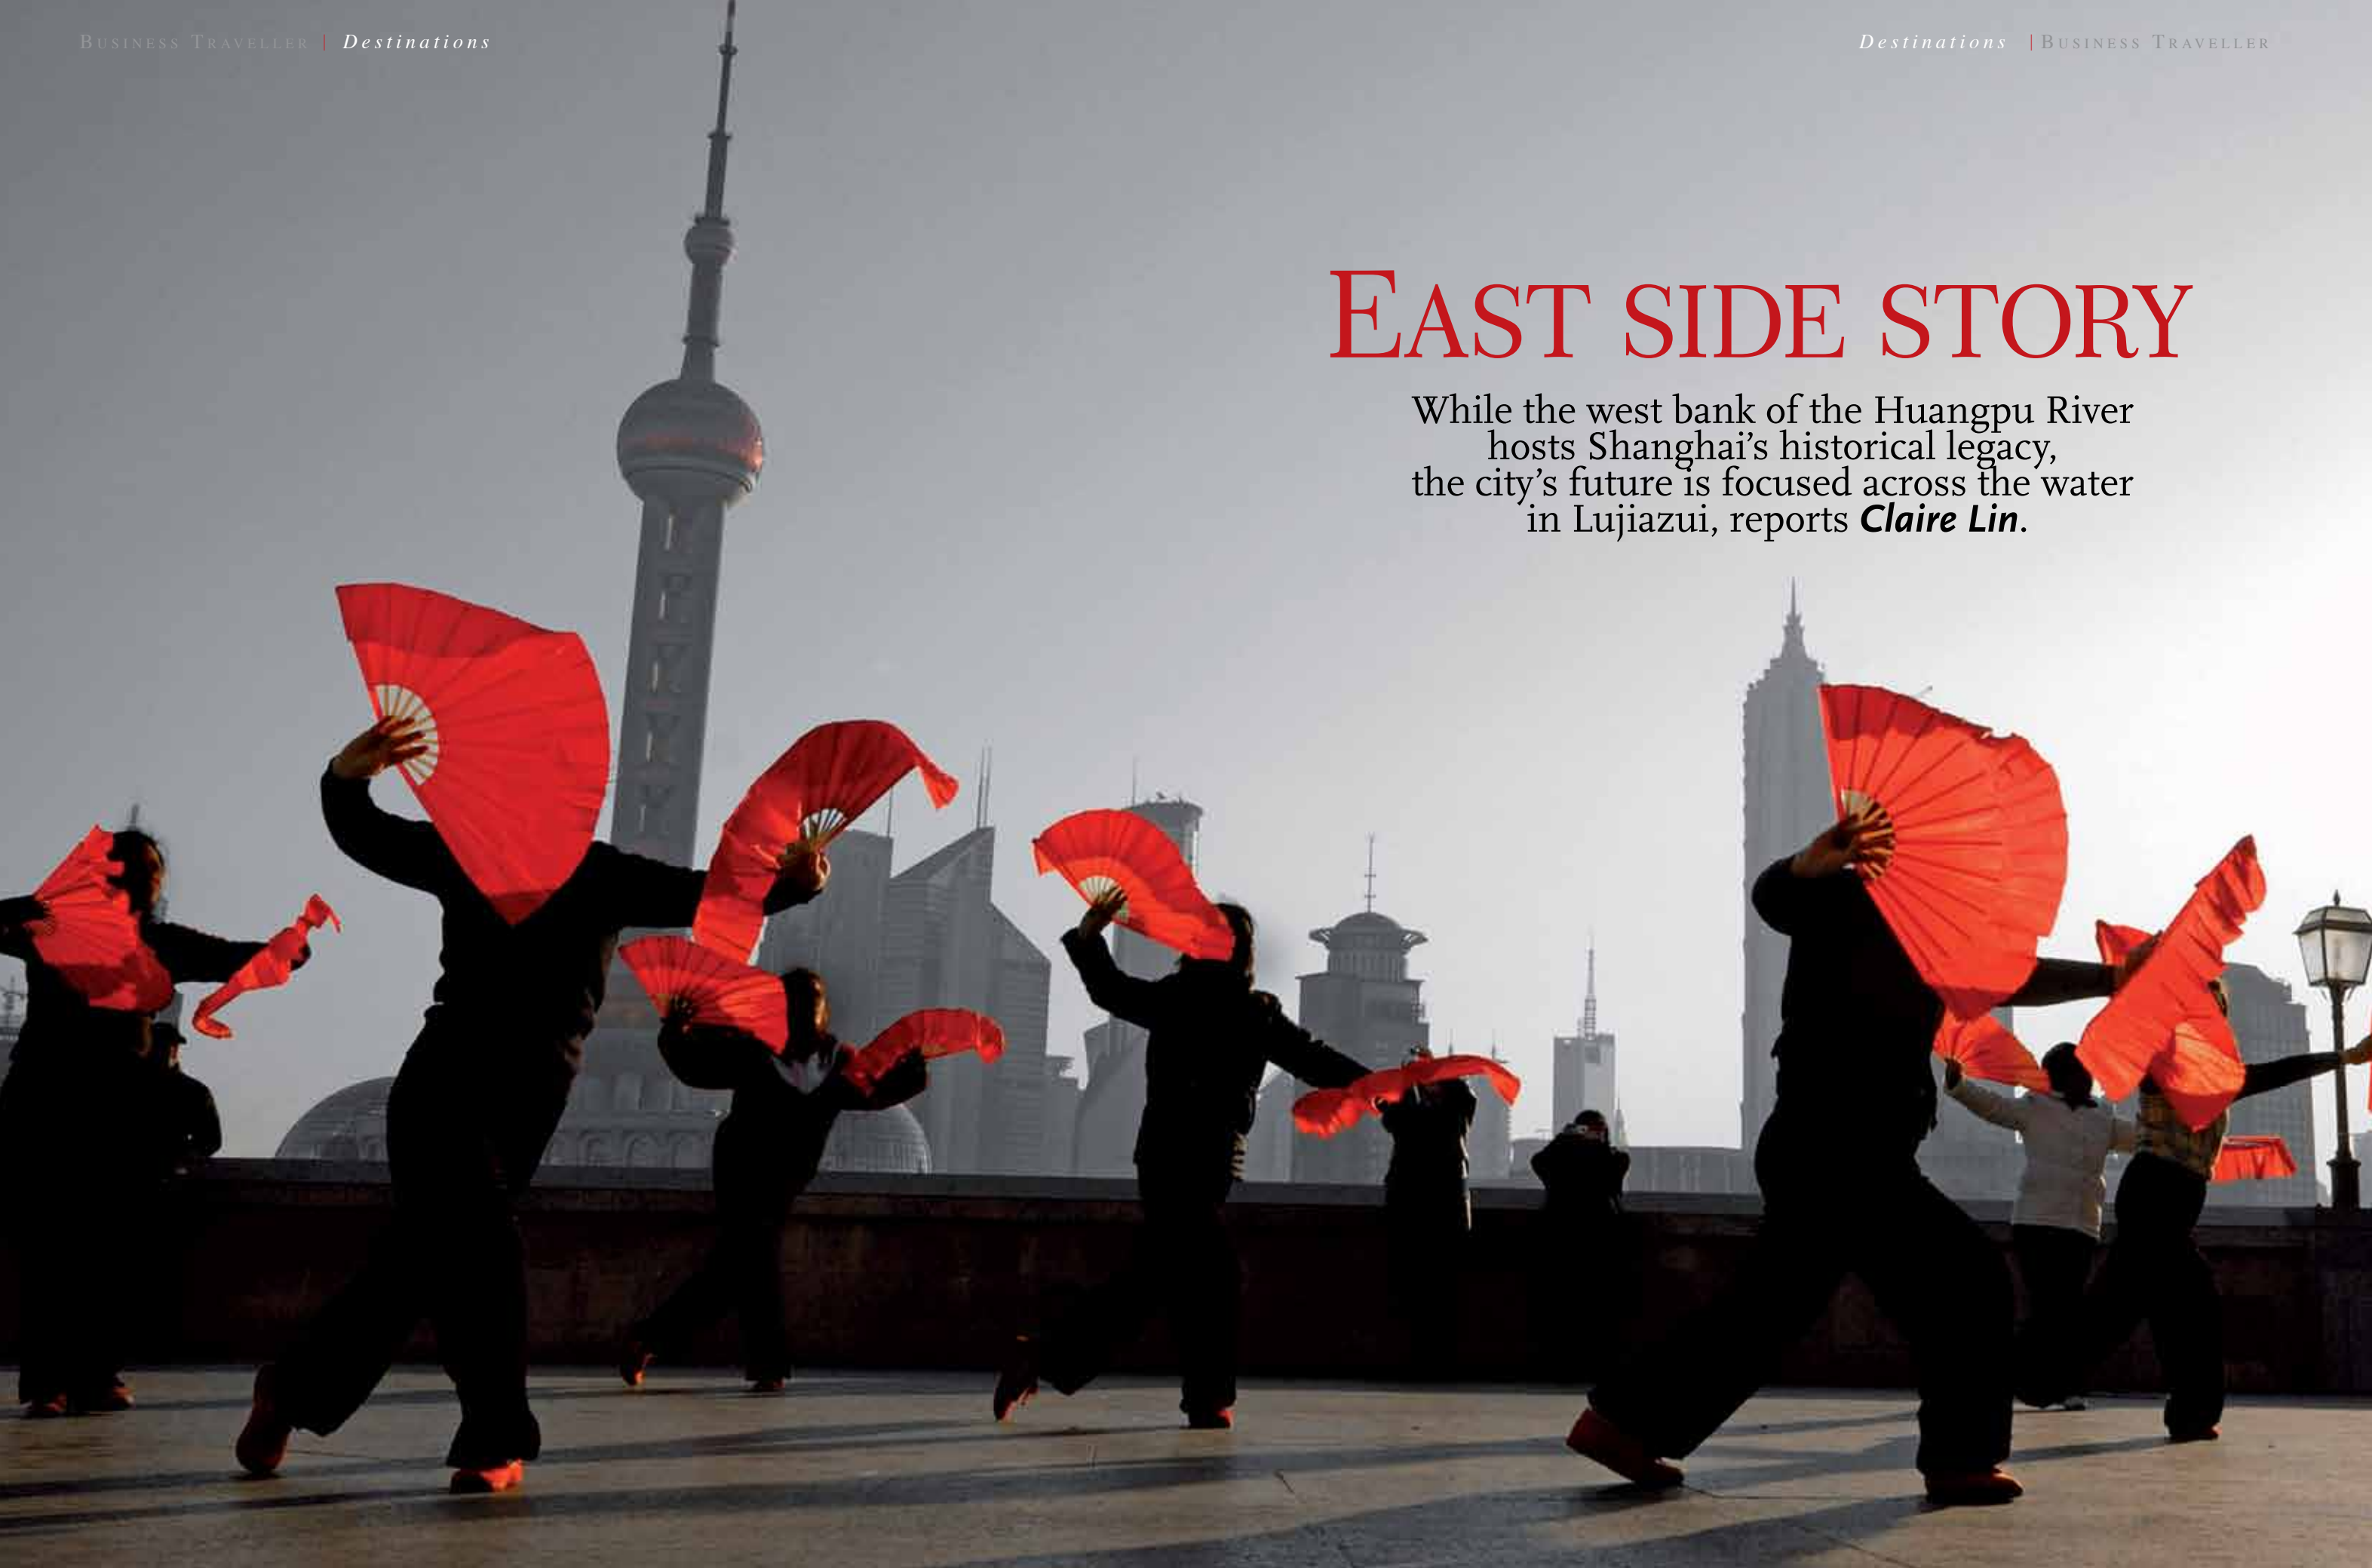 BUSINESS TRAVELLER | Destinations
Destinations | BUSINESS TRAVELLER
EAST SIDE STORY
While the west bank of the Huangpu River
hosts Shanghai’s historical legacy,
the city’s future is focused across the water
in Lujiazui, reports Claire Lin.